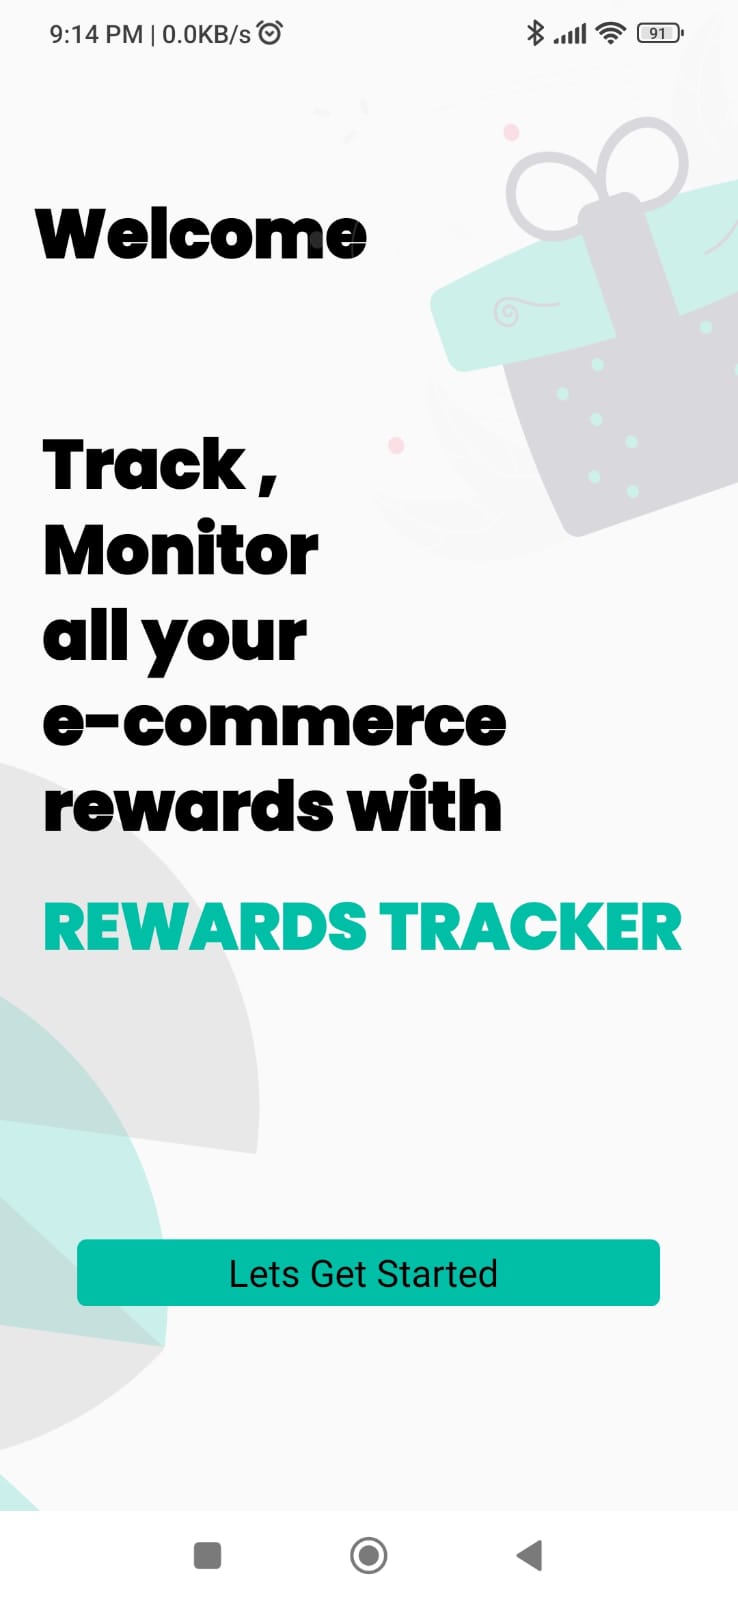 9:14 PM | 0.0KB/s
91
Welcome
Track ,
Monitor
all your
e-commerce
rewards with
REWARDS TRACKER
Lets Get Started